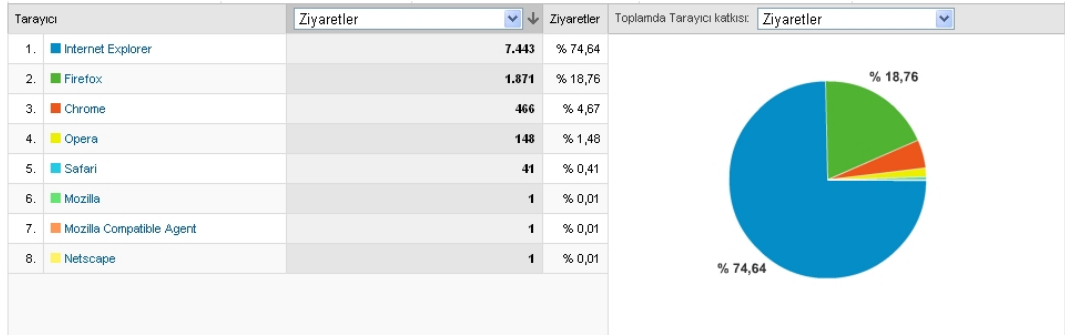 Tarayıcı Ziyaretler Ziyaretler Toplamda Tarayıcı katkısı: Ziyaretler
1. Internet Explorer 7.443 % 74,64
2. Firefox 1.871 % 18,76
3. Chrome 466 % 4,67
4. Opera 148 % 1,48
5. Safari 41 % 0,41
6. Mozilla 1 % 0,01
7. Mozilla Compatible Agent 1 % 0,01
8. Netscape 1 % 0,01
% 18,76
% 74,64